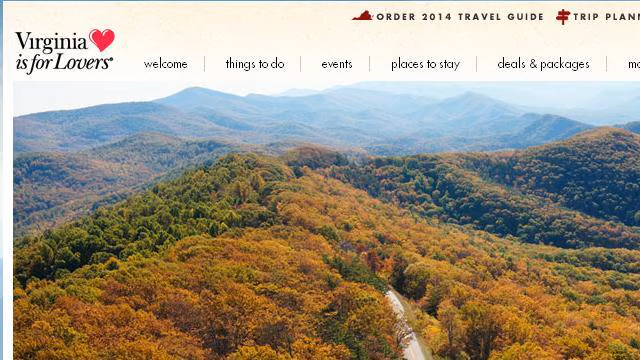 ORDER 2014 TRAVEL GUIDE
TRIP PLANN
Virginia
is for Lovers®
welcome
things to do
events
places to stay
deals & packages